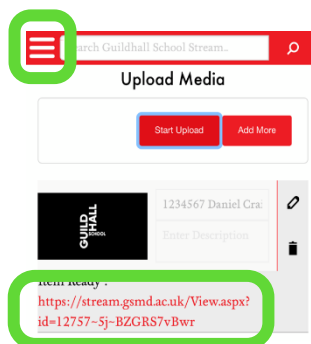 Search Guildhall School Stream..
Upload Media
Start Upload
Add More
GUILD
HALL
SCHOOL
1234567 Daniel Crai
Enter Description
Item Ready :
https://stream.gsmd.ac.uk/View.aspx?
id=12757~5j~BZGRS7vBwr